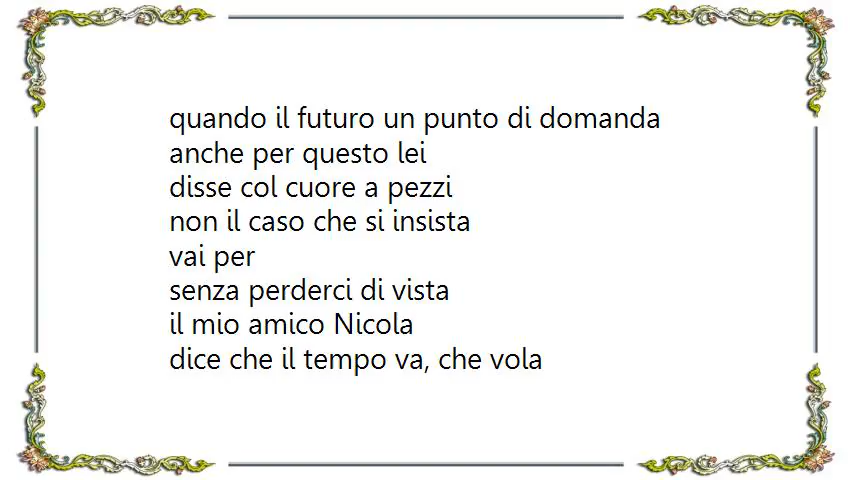 quando il futuro un punto di domanda
anche per questo lei
disse col cuore a pezzi
non il caso che si insista
vai per
senza perderci di vista
il mio amico Nicola
dice che il tempo va, che vola